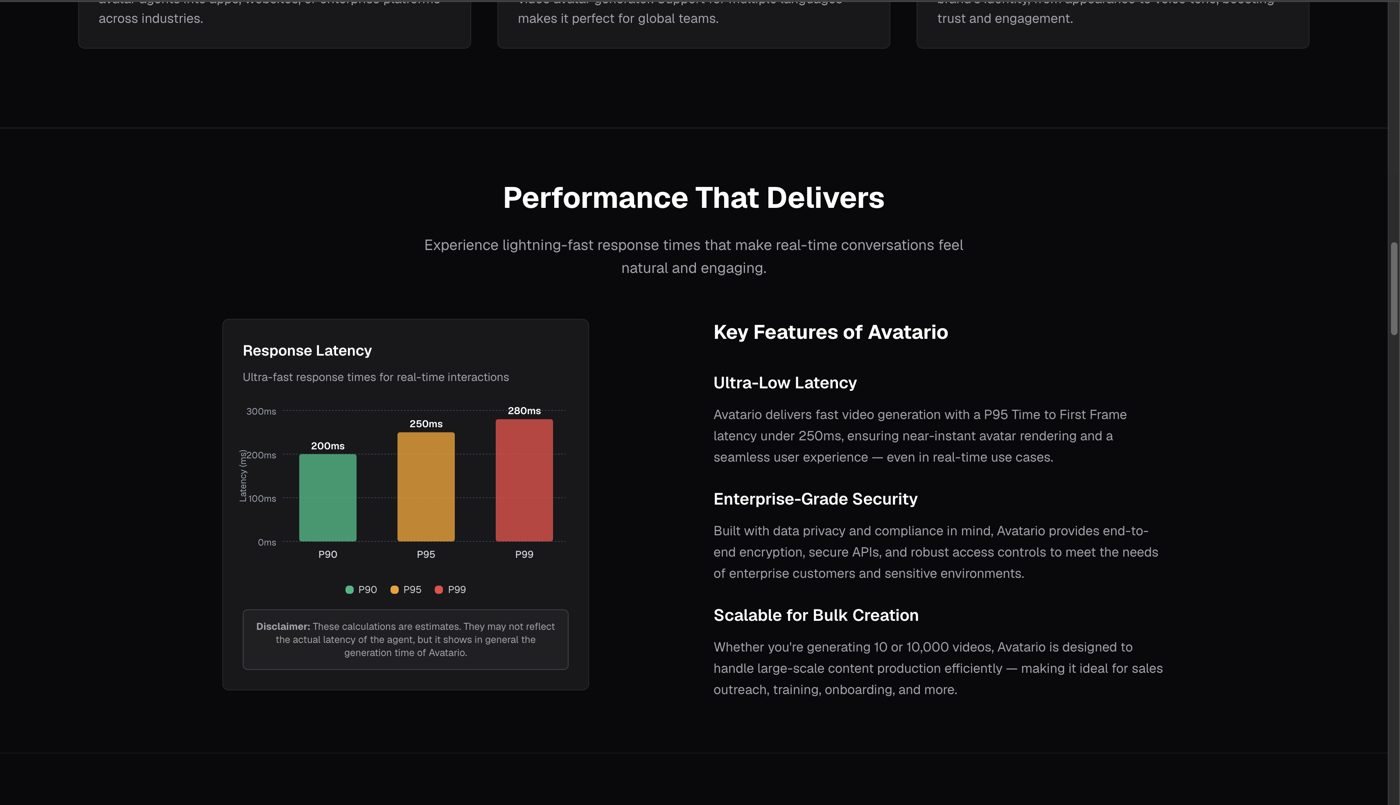 across industries.
makes it perfect for global teams.
trust and engagement.
Performance That Delivers
Experience lightning-fast response times that make real-time conversations feel
natural and engaging.
Response Latency
Ultra-fast response times for real-time interactions
300ms
200ms
100ms
0ms
Latency (ms)
200ms
250ms
280ms
P90
P95
P99
P90
P95
P99
Disclaimer: These calculations are estimates. They may not reflect
the actual latency of the agent, but it shows in general the
generation time of Avatario.
Key Features of Avatario
Ultra-Low Latency
Avatario delivers fast video generation with a P95 Time to First Frame
latency under 250ms, ensuring near-instant avatar rendering and a
seamless user experience — even in real-time use cases.
Enterprise-Grade Security
Built with data privacy and compliance in mind, Avatario provides end-to-
end encryption, secure APIs, and robust access controls to meet the needs
of enterprise customers and sensitive environments.
Scalable for Bulk Creation
Whether you're generating 10 or 10,000 videos, Avatario is designed to
handle large-scale content production efficiently — making it ideal for sales
outreach, training, onboarding, and more.